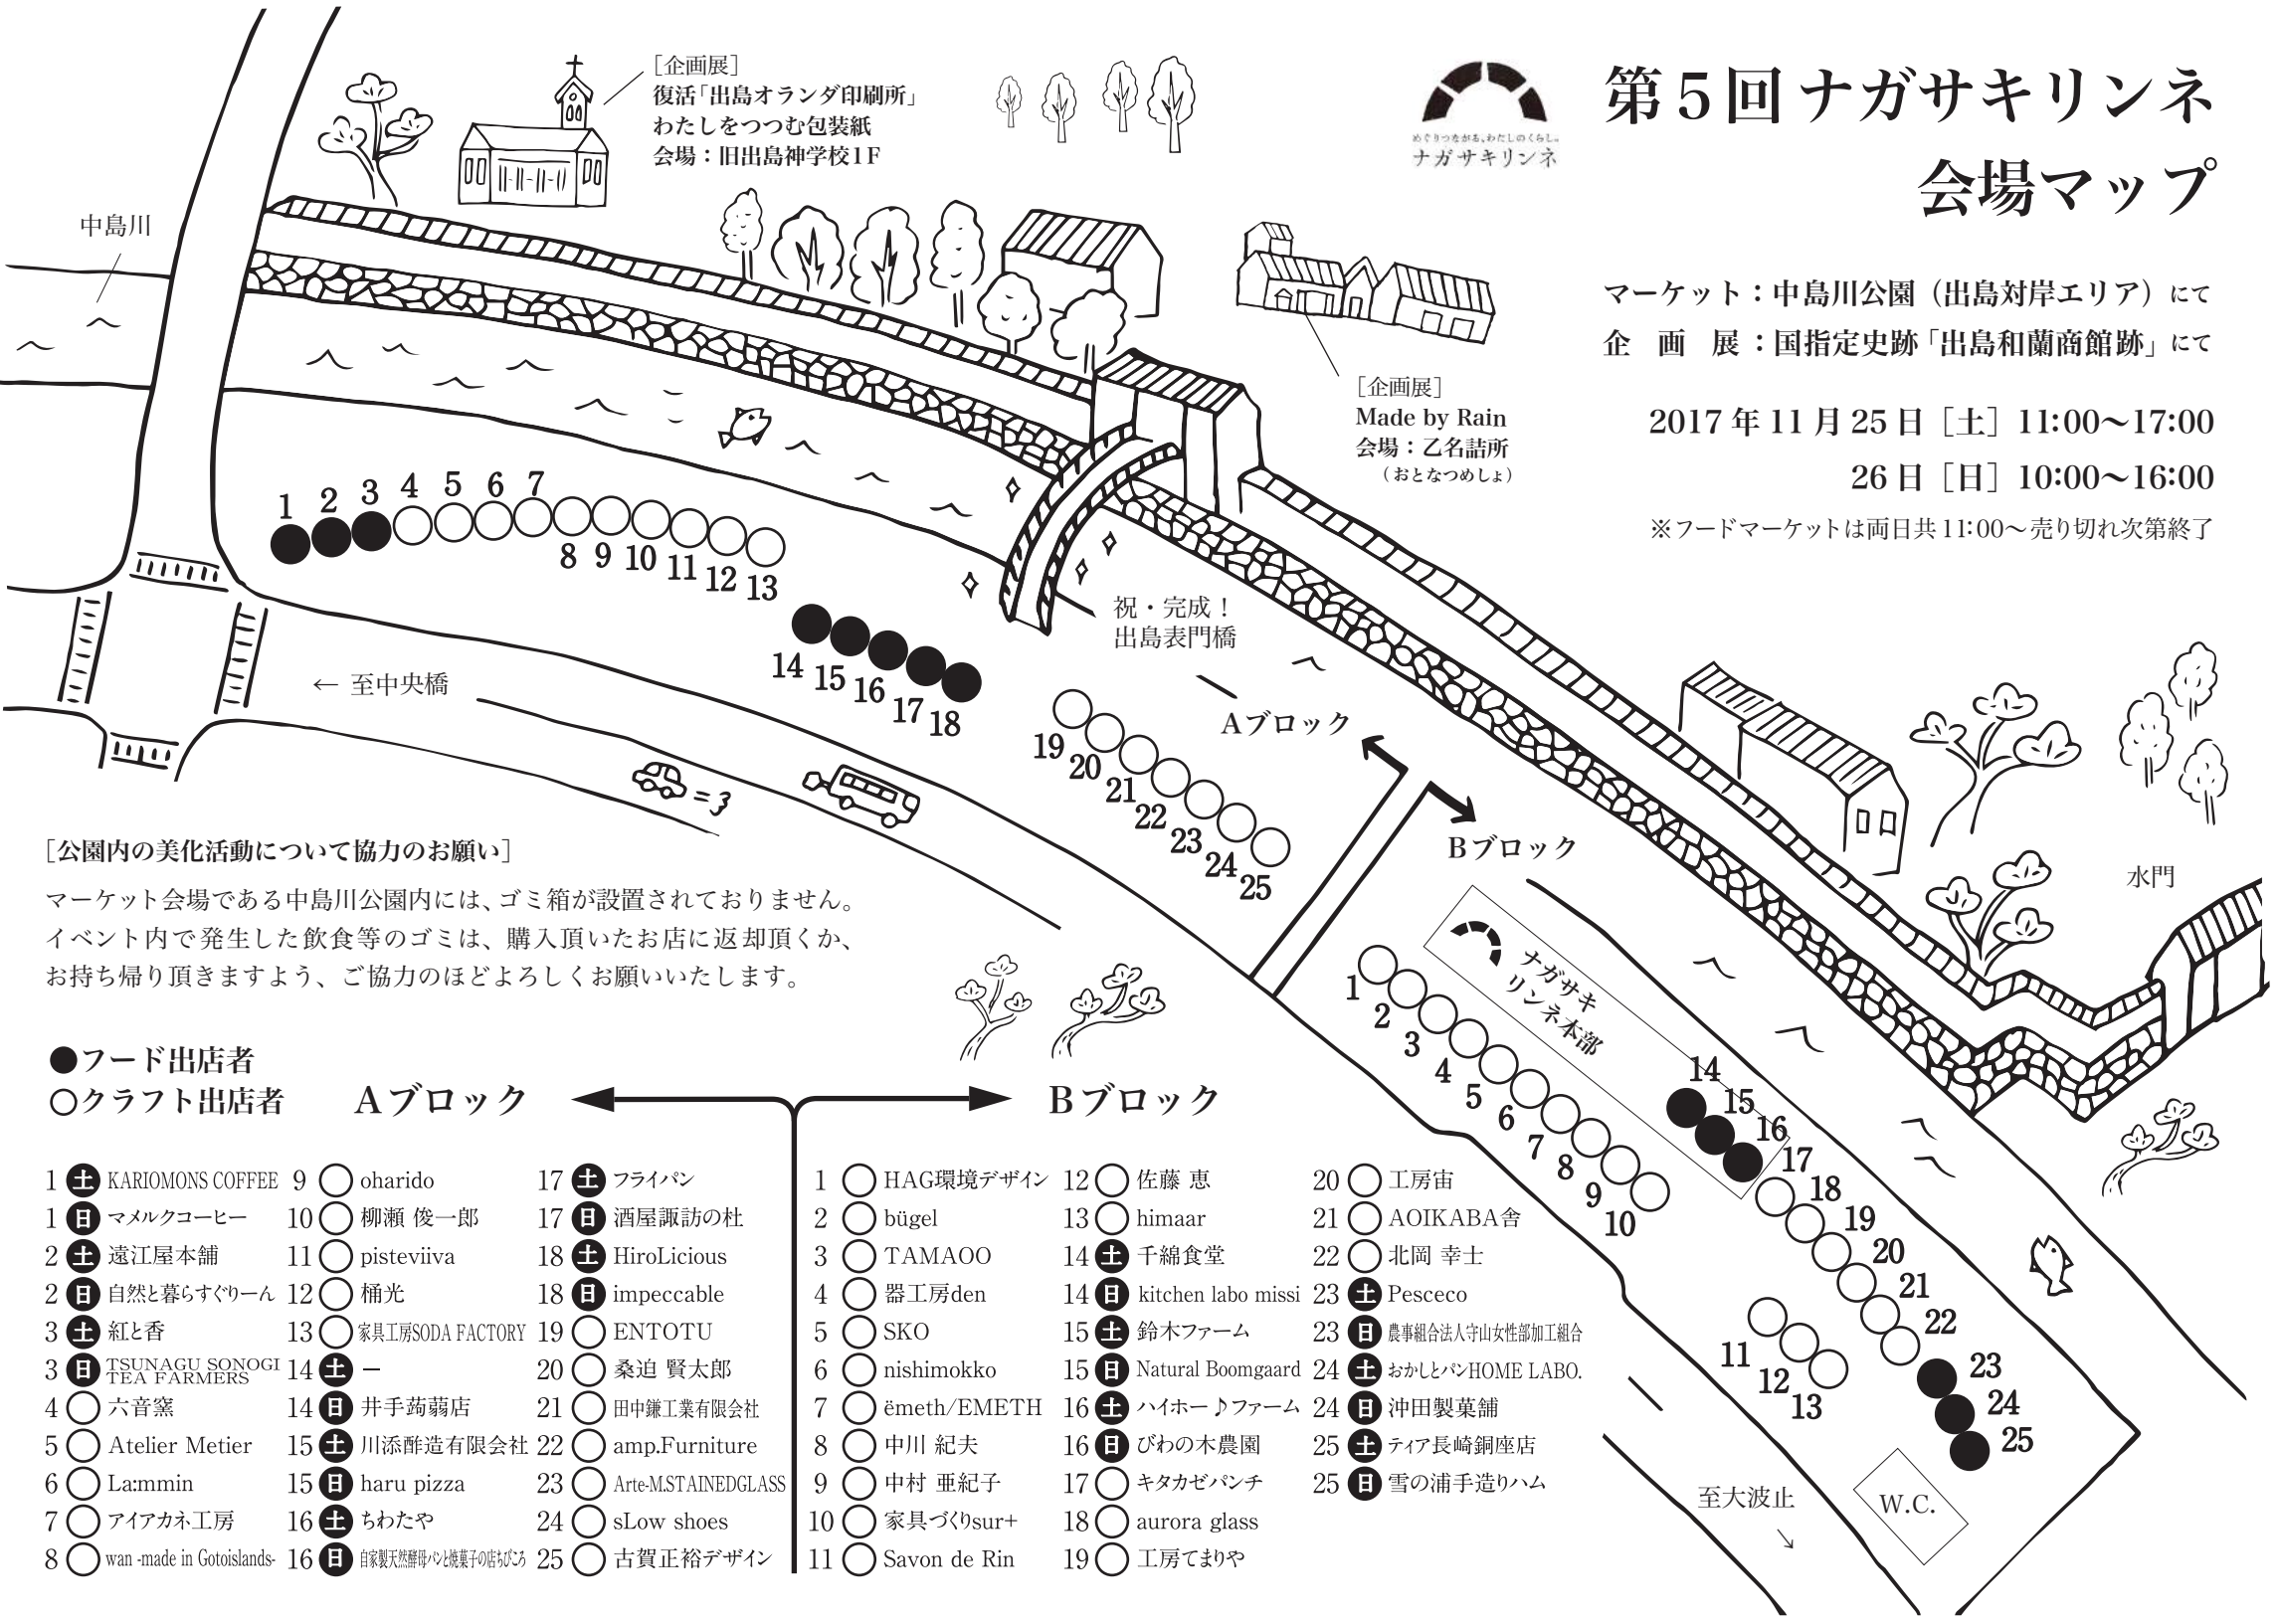 第5回ナガサキリンネ
会場マップ
めぐりつながる、わたしのくらし。
ナガサキリンネ
マーケット：中島川公園（出島対岸エリア）にて
企　画　展：国指定史跡「出島和蘭商館跡」にて
2017年11月25日［土］11:00〜17:00
26日［日］10:00〜16:00
※フードマーケットは両日共11:00〜売り切れ次第終了
［企画展］
復活「出島オランダ印刷所」
わたしをつつむ包装紙
会場：旧出島神学校1F
中島川
［企画展］
Made by Rain
会場：乙名詰所
（おとなつめしょ）
1 2 3 4 5 6 7
8 9 10 11 12 13
14 15 16 17 18
19 20 21 22 23 24 25
祝・完成！
出島表門橋
← 至中央橋
Aブロック
Bブロック
水門
ナガサキ
リンネ本部
1 2 3 4 5 6 7 8 9 10
11 12 13
14 15 16 17 18 19 20 21 22 23 24 25
至大波止
↘
W.C.
［公園内の美化活動について協力のお願い］
マーケット会場である中島川公園内には、ゴミ箱が設置されておりません。
イベント内で発生した飲食等のゴミは、購入頂いたお店に返却頂くか、
お持ち帰り頂きますよう、ご協力のほどよろしくお願いいたします。
●フード出店者
○クラフト出店者
Aブロック
1 土 KARIOMONS COFFEE
1 日 マメルクコーヒー
2 土 遠江屋本舗
2 日 自然と暮らすぐりーん
3 土 紅と香
3 日 TSUNAGU SONOGI
TEA FARMERS
4 ○ 六音窯
5 ○ Atelier Metier
6 ○ La:mmin
7 ○ アイアカネ工房
8 ○ wan -made in Gotoislands-
9 ○ oharido
10 ○ 柳瀬 俊一郎
11 ○ pisteviiva
12 ○ 桶光
13 ○ 家具工房SODA FACTORY
14 土 ー
14 日 井手蒟蒻店
15 土 川添酢造有限会社
15 日 haru pizza
16 土 ちわたや
16 日 自家製天然酵母パンと焼菓子の店ちびころ
17 土 フライパン
17 日 酒屋諏訪の杜
18 土 HiroLicious
18 日 impeccable
19 ○ ENTOTU
20 ○ 桑迫 賢太郎
21 ○ 田中鎌工業有限会社
22 ○ amp.Furniture
23 ○ Arte-M.STAINEDGLASS
24 ○ sLow shoes
25 ○ 古賀正裕デザイン
Bブロック
1 ○ HAG環境デザイン
2 ○ bügel
3 ○ TAMAOO
4 ○ 器工房den
5 ○ SKO
6 ○ nishimokko
7 ○ ëmeth/EMETH
8 ○ 中川 紀夫
9 ○ 中村 亜紀子
10 ○ 家具づくりsur+
11 ○ Savon de Rin
12 ○ 佐藤 恵
13 ○ himaar
14 土 千綿食堂
14 日 kitchen labo missi
15 土 鈴木ファーム
15 日 Natural Boomgaard
16 土 ハイホー♪ファーム
16 日 びわの木農園
17 ○ キタカゼパンチ
18 ○ aurora glass
19 ○ 工房てまりや
20 ○ 工房宙
21 ○ AOIKABA舎
22 ○ 北岡 幸士
23 土 Pesceco
23 日 農事組合法人守山女性部加工組合
24 土 おかしとパンHOME LABO.
24 日 沖田製菓舗
25 土 ティア長崎銅座店
25 日 雪の浦手造りハム